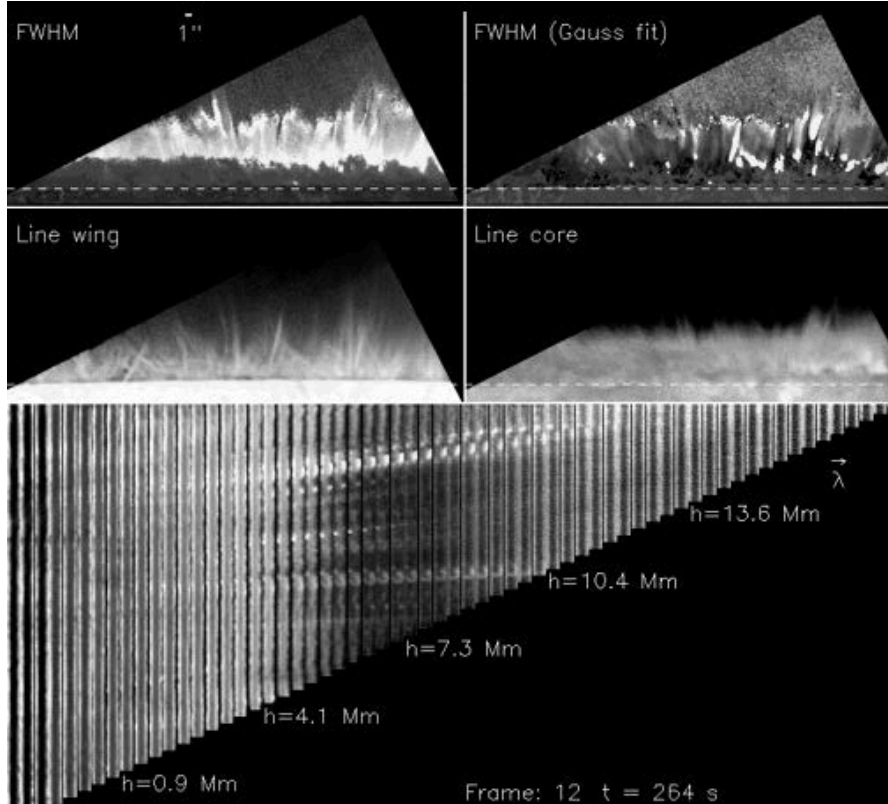 FWHM
1"
FWHM (Gauss fit)
Line wing
Line core
λ
h=13.6 Mm
h=10.4 Mm
h=7.3 Mm
h=4.1 Mm
h=0.9 Mm
Frame: 12 t = 264 s